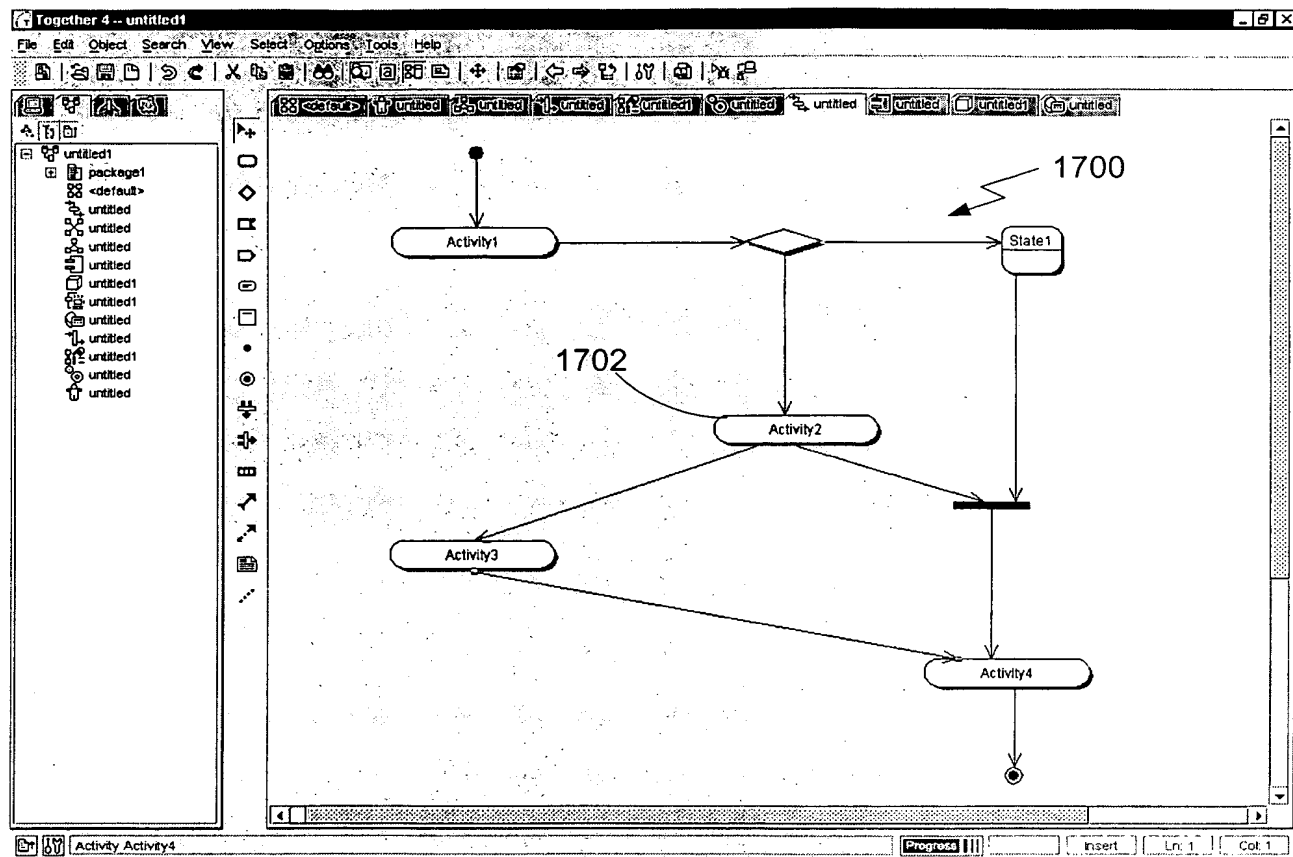 Together 4 -- untitled1
File Edit Object Search View Select Options Tools Help
<default> untitled untitled untitled untitled1 untitled untitled untitled untitled1 untitled
untitled1
package1
<default>
untitled
untitled
untitled
untitled
untitled1
untitled1
untitled
untitled
untitled1
untitled
untitled
1700
Activity1
State1
1702
Activity2
Activity3
Activity4
Activity Activity4
Progress
Insert
Ln: 1
Col: 1